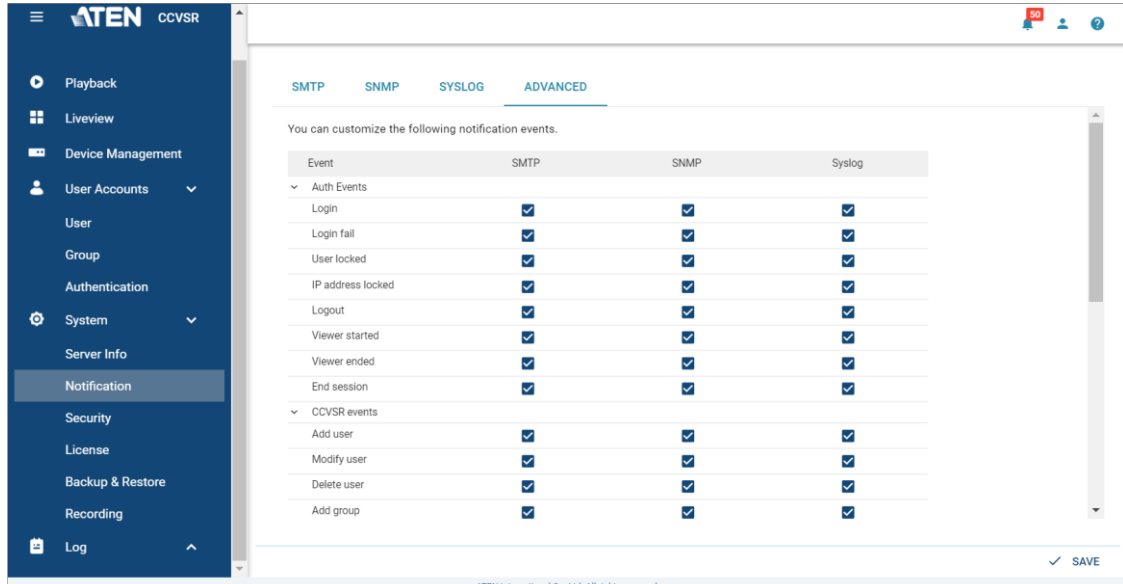 ATEN CCVSR
50
Playback
Liveview
Device Management
User Accounts
User
Group
Authentication
System
Server Info
Notification
Security
License
Backup & Restore
Recording
Log
SMTP SNMP SYSLOG ADVANCED
You can customize the following notification events.
Event SMTP SNMP Syslog
Auth Events
Login
Login fail
User locked
IP address locked
Logout
Viewer started
Viewer ended
End session
CCVSR events
Add user
Modify user
Delete user
Add group
SAVE